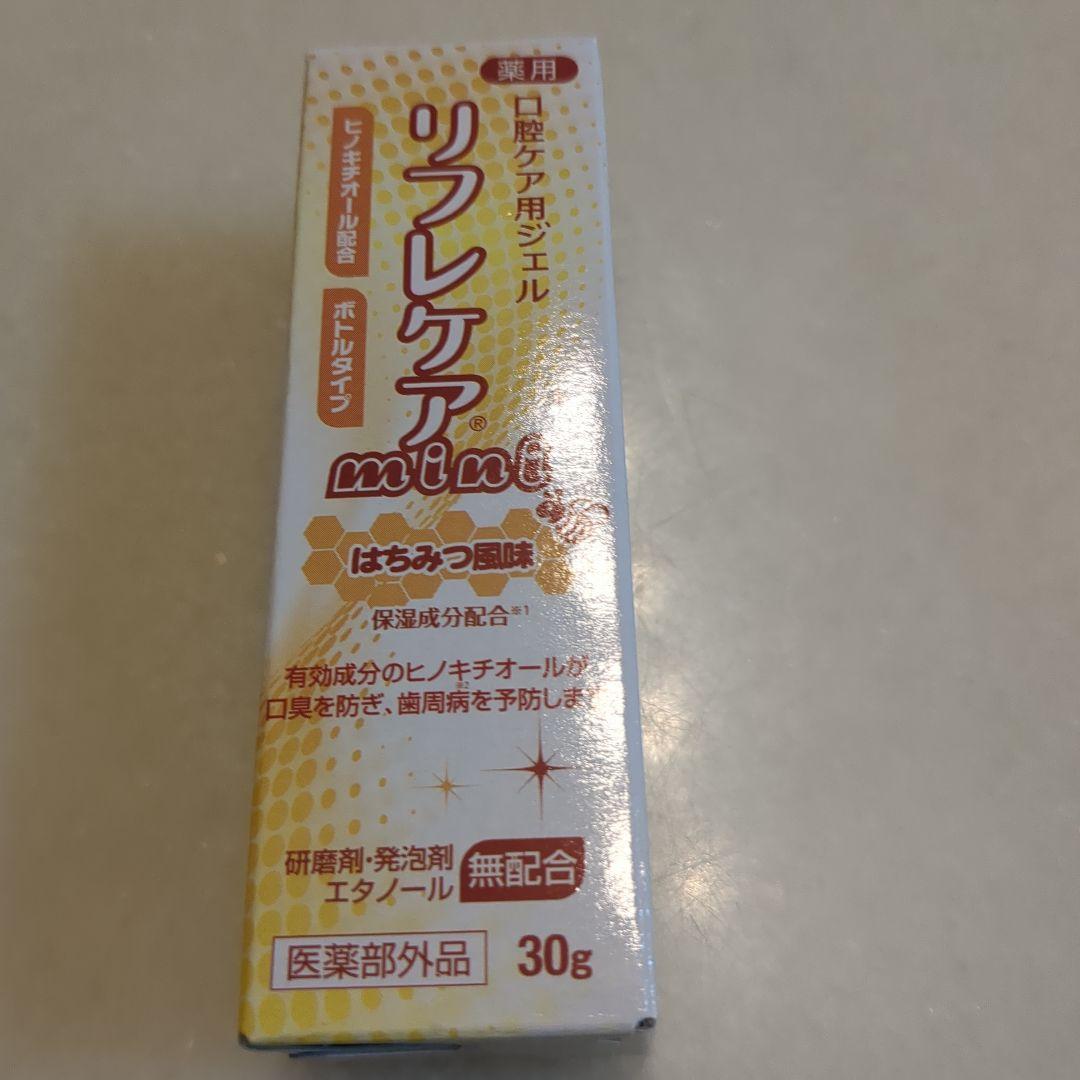 薬用
口腔ケア用ジェル
リフレケア®
mini
ヒノキチオール配合
ボトルタイプ
はちみつ風味
保湿成分配合※1
有効成分のヒノキチオールが
口臭を防ぎ、歯周病※2を予防しま
研磨剤・発泡剤
エタノール
無配合
医薬部外品
30g